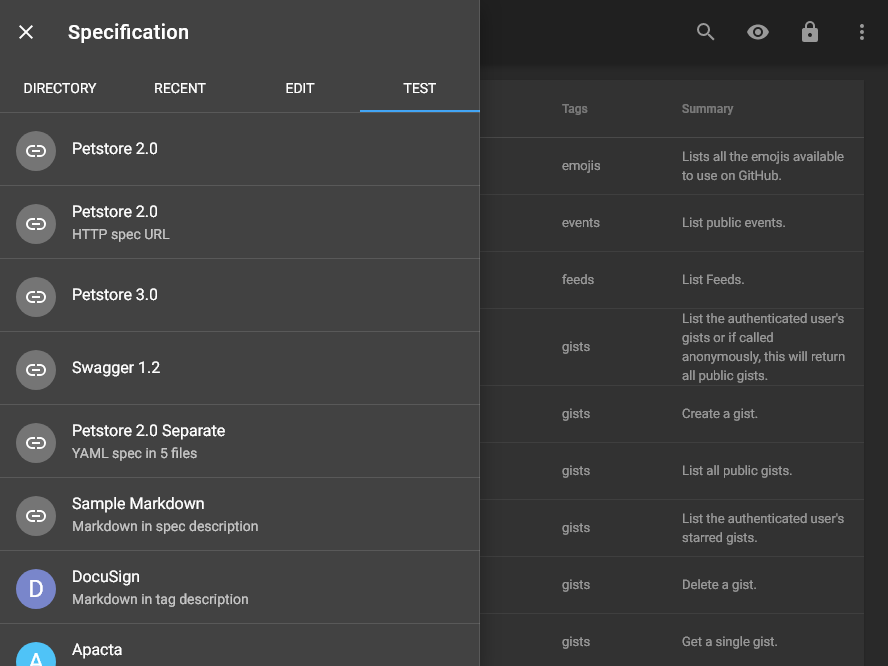 Specification
DIRECTORY
RECENT
EDIT
TEST
Petstore 2.0
Petstore 2.0
HTTP spec URL
Petstore 3.0
Swagger 1.2
Petstore 2.0 Separate
YAML spec in 5 files
Sample Markdown
Markdown in spec description
D
DocuSign
Markdown in tag description
A
Apacta
Tags
Summary
emojis
Lists all the emojis available
to use on GitHub.
events
List public events.
feeds
List Feeds.
gists
List the authenticated user's
gists or if called
anonymously, this will return
all public gists.
gists
Create a gist.
gists
List all public gists.
gists
List the authenticated user's
starred gists.
gists
Delete a gist.
gists
Get a single gist.